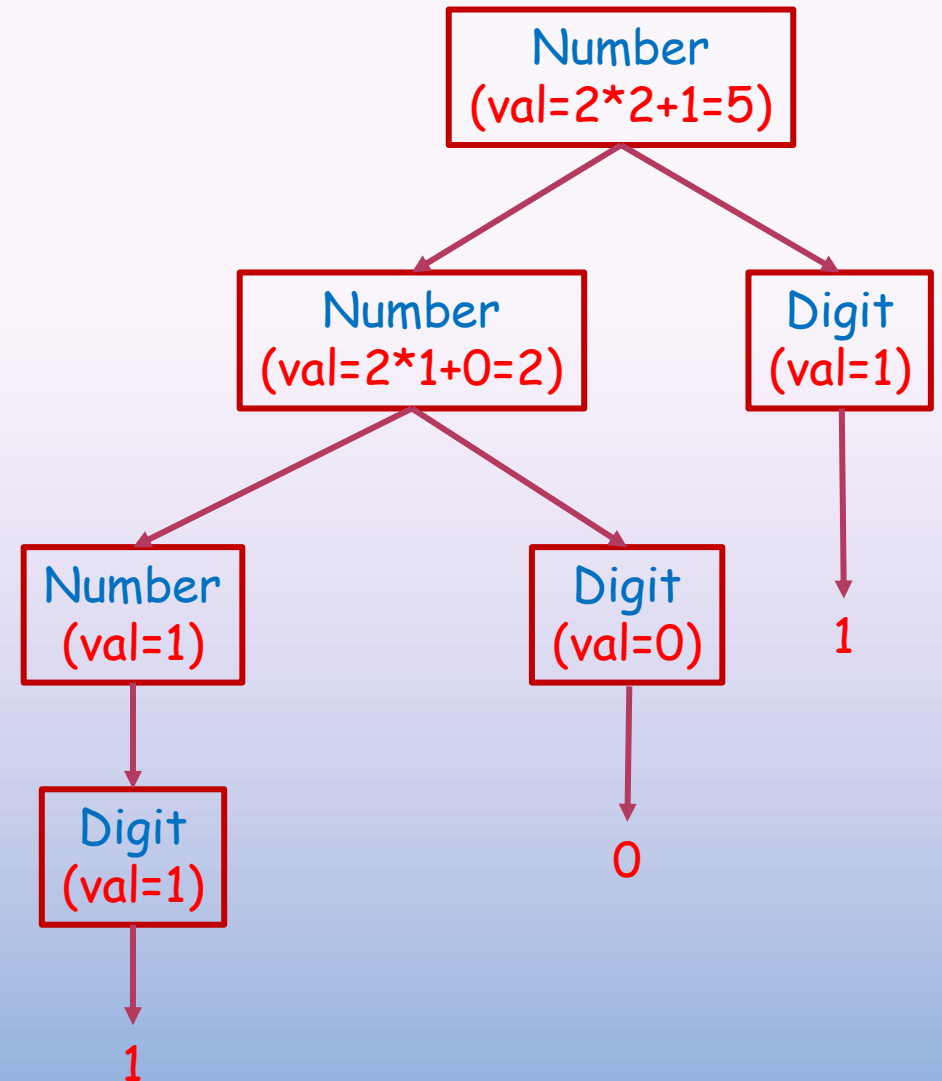 Number
(val=2*2+1=5)
Number
(val=2*1+0=2)
Digit
(val=1)
Number
(val=1)
Digit
(val=0)
1
Digit
(val=1)
0
1